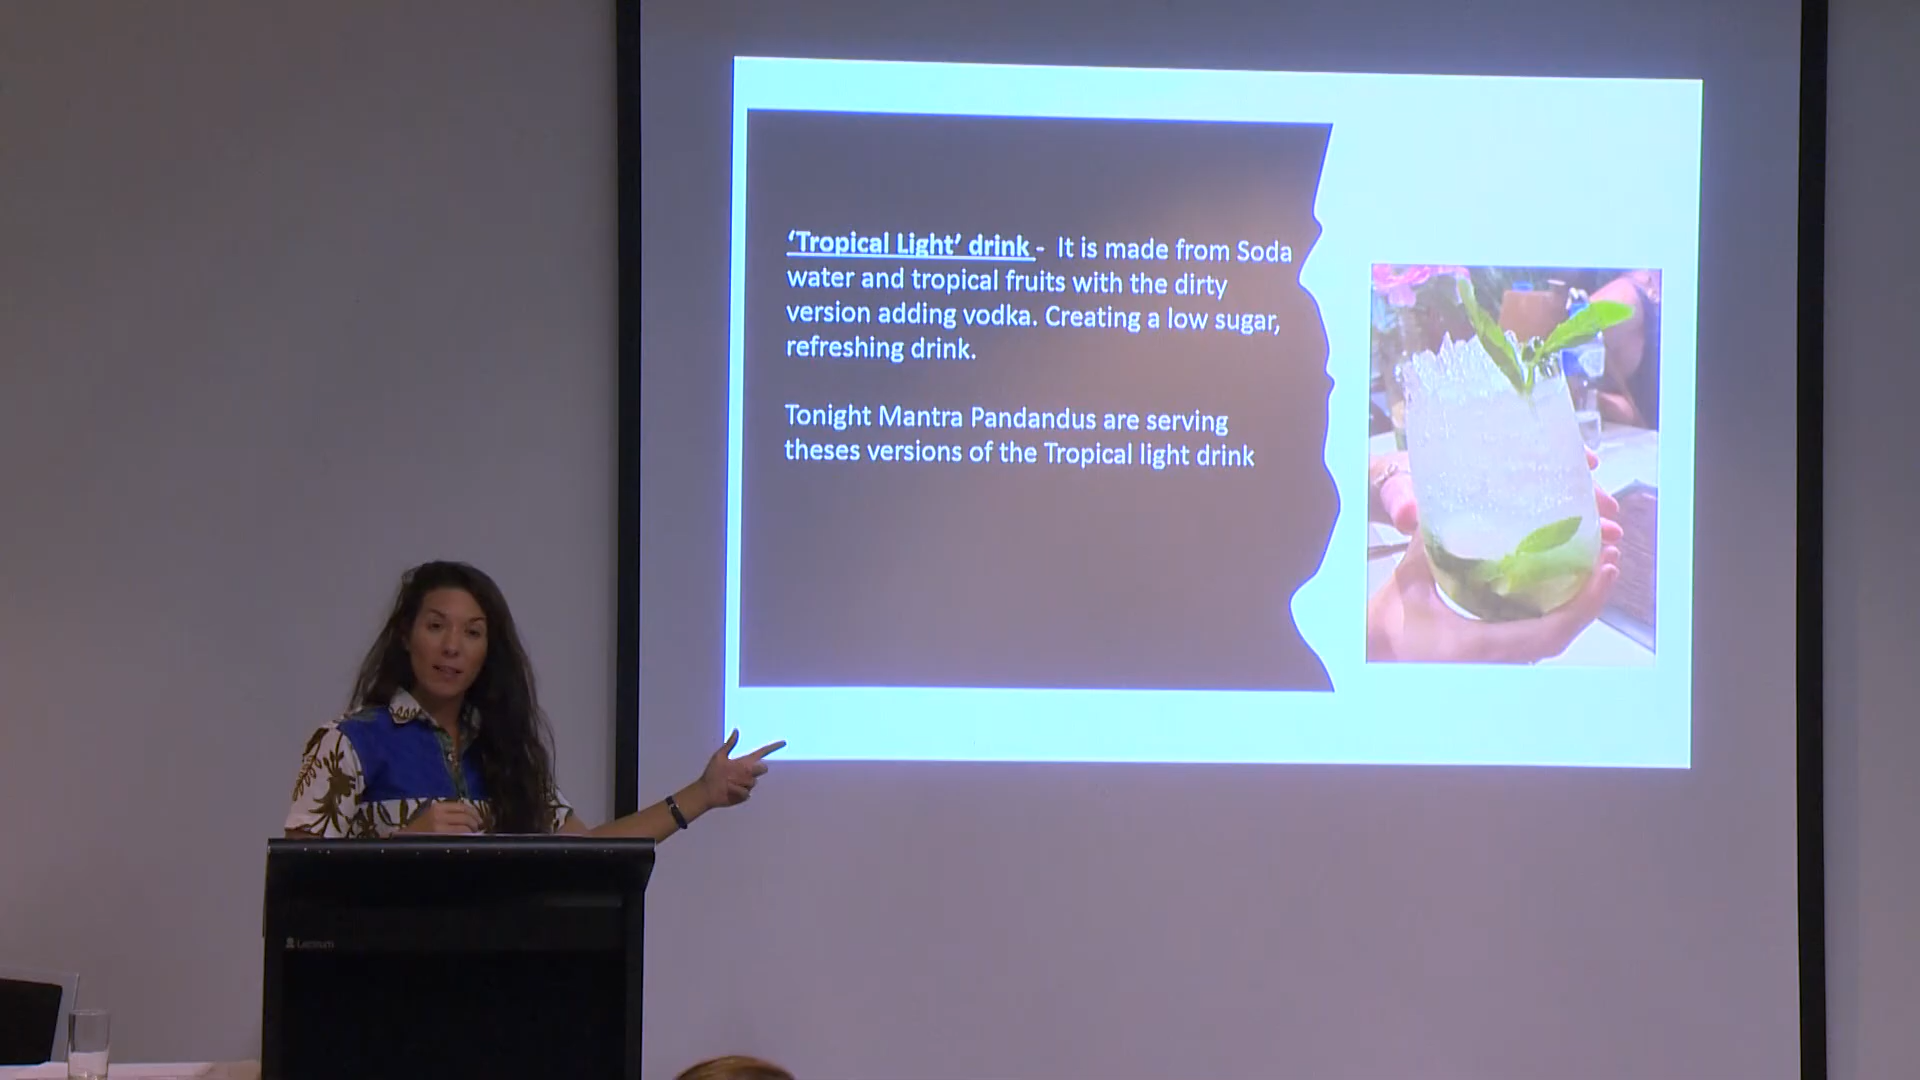 ‘Tropical Light’ drink - It is made from Soda
water and tropical fruits with the dirty
version adding vodka. Creating a low sugar,
refreshing drink.
Tonight Mantra Pandandus are serving
theses versions of the Tropical light drink